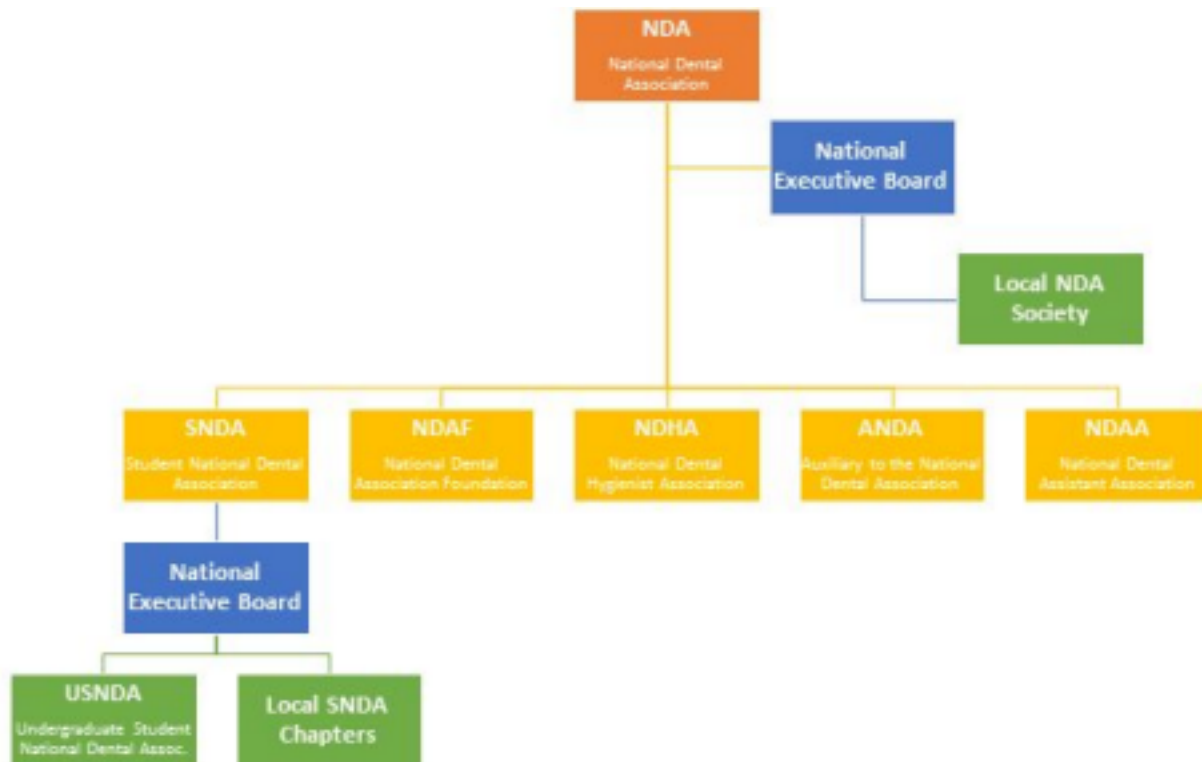 NDA
National Dental
Association
National
Executive Board
Local NDA
Society
SNDA
Student National Dental
Association
NDAF
National Dental
Association Foundation
NDHA
National Dental
Hygienist Association
ANDA
Auxiliary to the National
Dental Association
NDAA
National Dental
Assistant Association
National
Executive Board
USNDA
Undergraduate Student
National Dental Assoc.
Local SNDA
Chapters